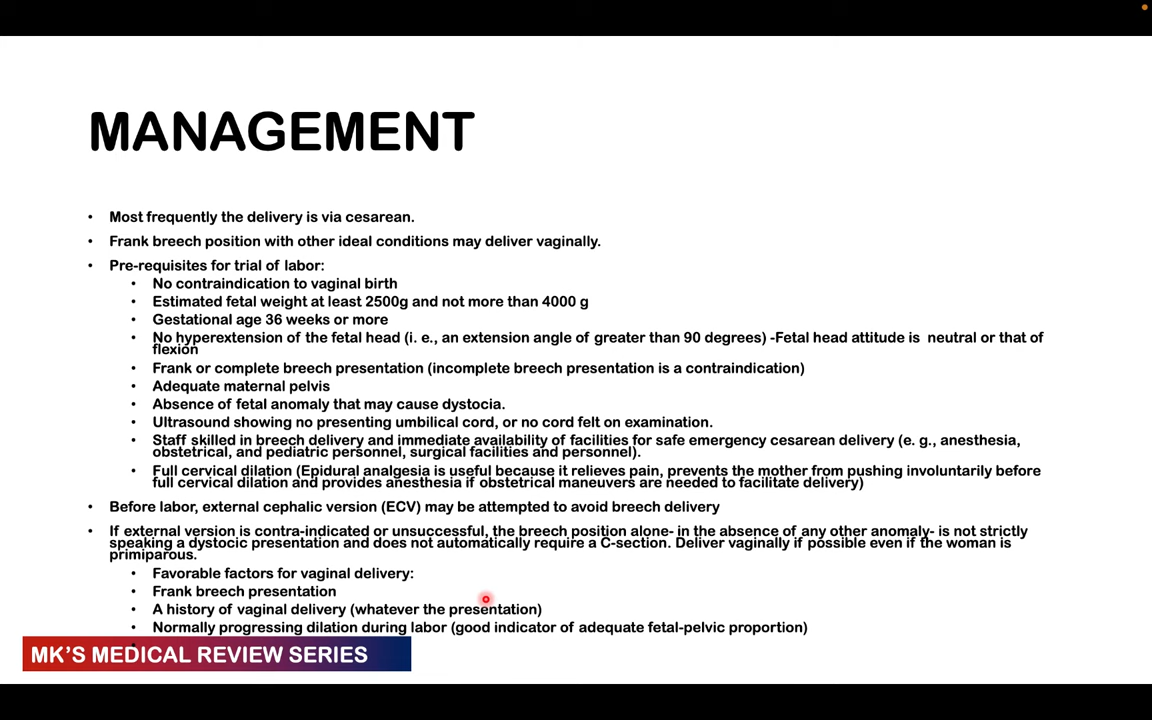 MANAGEMENT
• Most frequently the delivery is via cesarean.
• Frank breech position with other ideal conditions may deliver vaginally.
• Pre-requisites for trial of labor:
• No contraindication to vaginal birth
• Estimated fetal weight at least 2500g and not more than 4000 g
• Gestational age 36 weeks or more
• No hyperextension of the fetal head (i. e., an extension angle of greater than 90 degrees) -Fetal head attitude is neutral or that of
flexion
• Frank or complete breech presentation (incomplete breech presentation is a contraindication)
• Adequate maternal pelvis
• Absence of fetal anomaly that may cause dystocia.
• Ultrasound showing no presenting umbilical cord, or no cord felt on examination.
• Staff skilled in breech delivery and immediate availability of facilities for safe emergency cesarean delivery (e. g., anesthesia,
obstetrical, and pediatric personnel, surgical facilities and personnel).
• Full cervical dilation (Epidural analgesia is useful because it relieves pain, prevents the mother from pushing involuntarily before
full cervical dilation and provides anesthesia if obstetrical maneuvers are needed to facilitate delivery)
• Before labor, external cephalic version (ECV) may be attempted to avoid breech delivery
• If external version is contra-indicated or unsuccessful, the breech position alone- in the absence of any other anomaly- is not strictly
speaking a dystocic presentation and does not automatically require a C-section. Deliver vaginally if possible even if the woman is
primiparous.
• Favorable factors for vaginal delivery:
• Frank breech presentation
• A history of vaginal delivery (whatever the presentation)
• Normally progressing dilation during labor (good indicator of adequate fetal-pelvic proportion)
MK'S MEDICAL REVIEW SERIES